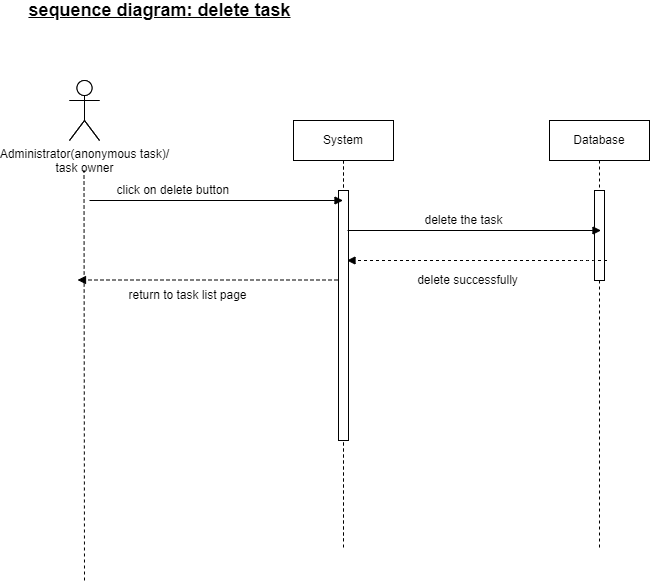 sequence diagram: delete task
Administrator(anonymous task)/
task owner
System
Database
click on delete button
delete the task
delete successfully
return to task list page